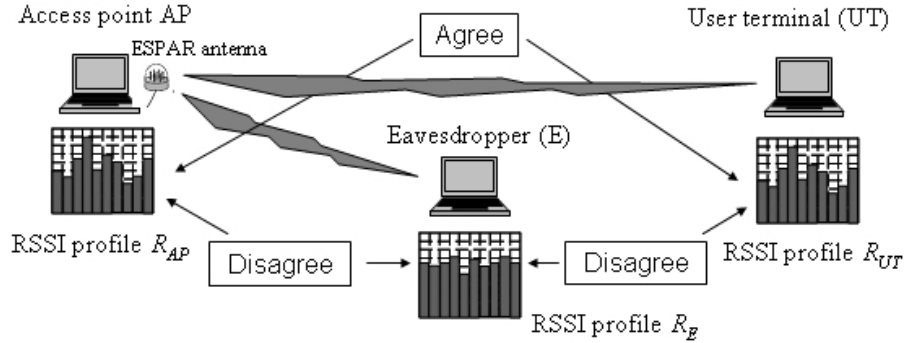 Access point AP
User terminal (UT)
Agree
ESPAR antenna
Eavesdropper (E)
RSSI profile R_AP
Disagree
Disagree
RSSI profile R_UT
RSSI profile R_E